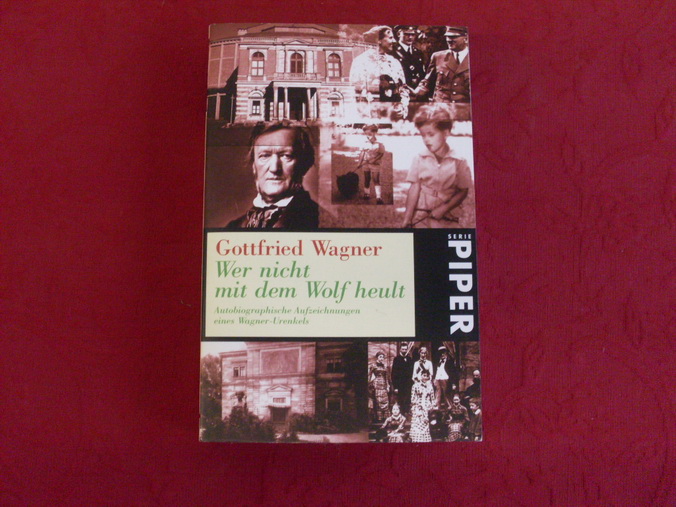 Gottfried Wagner
Wer nicht
mit dem Wolf heult
Autobiographische Aufzeichnungen
eines Wagner-Urenkels
SERIE
PIPER